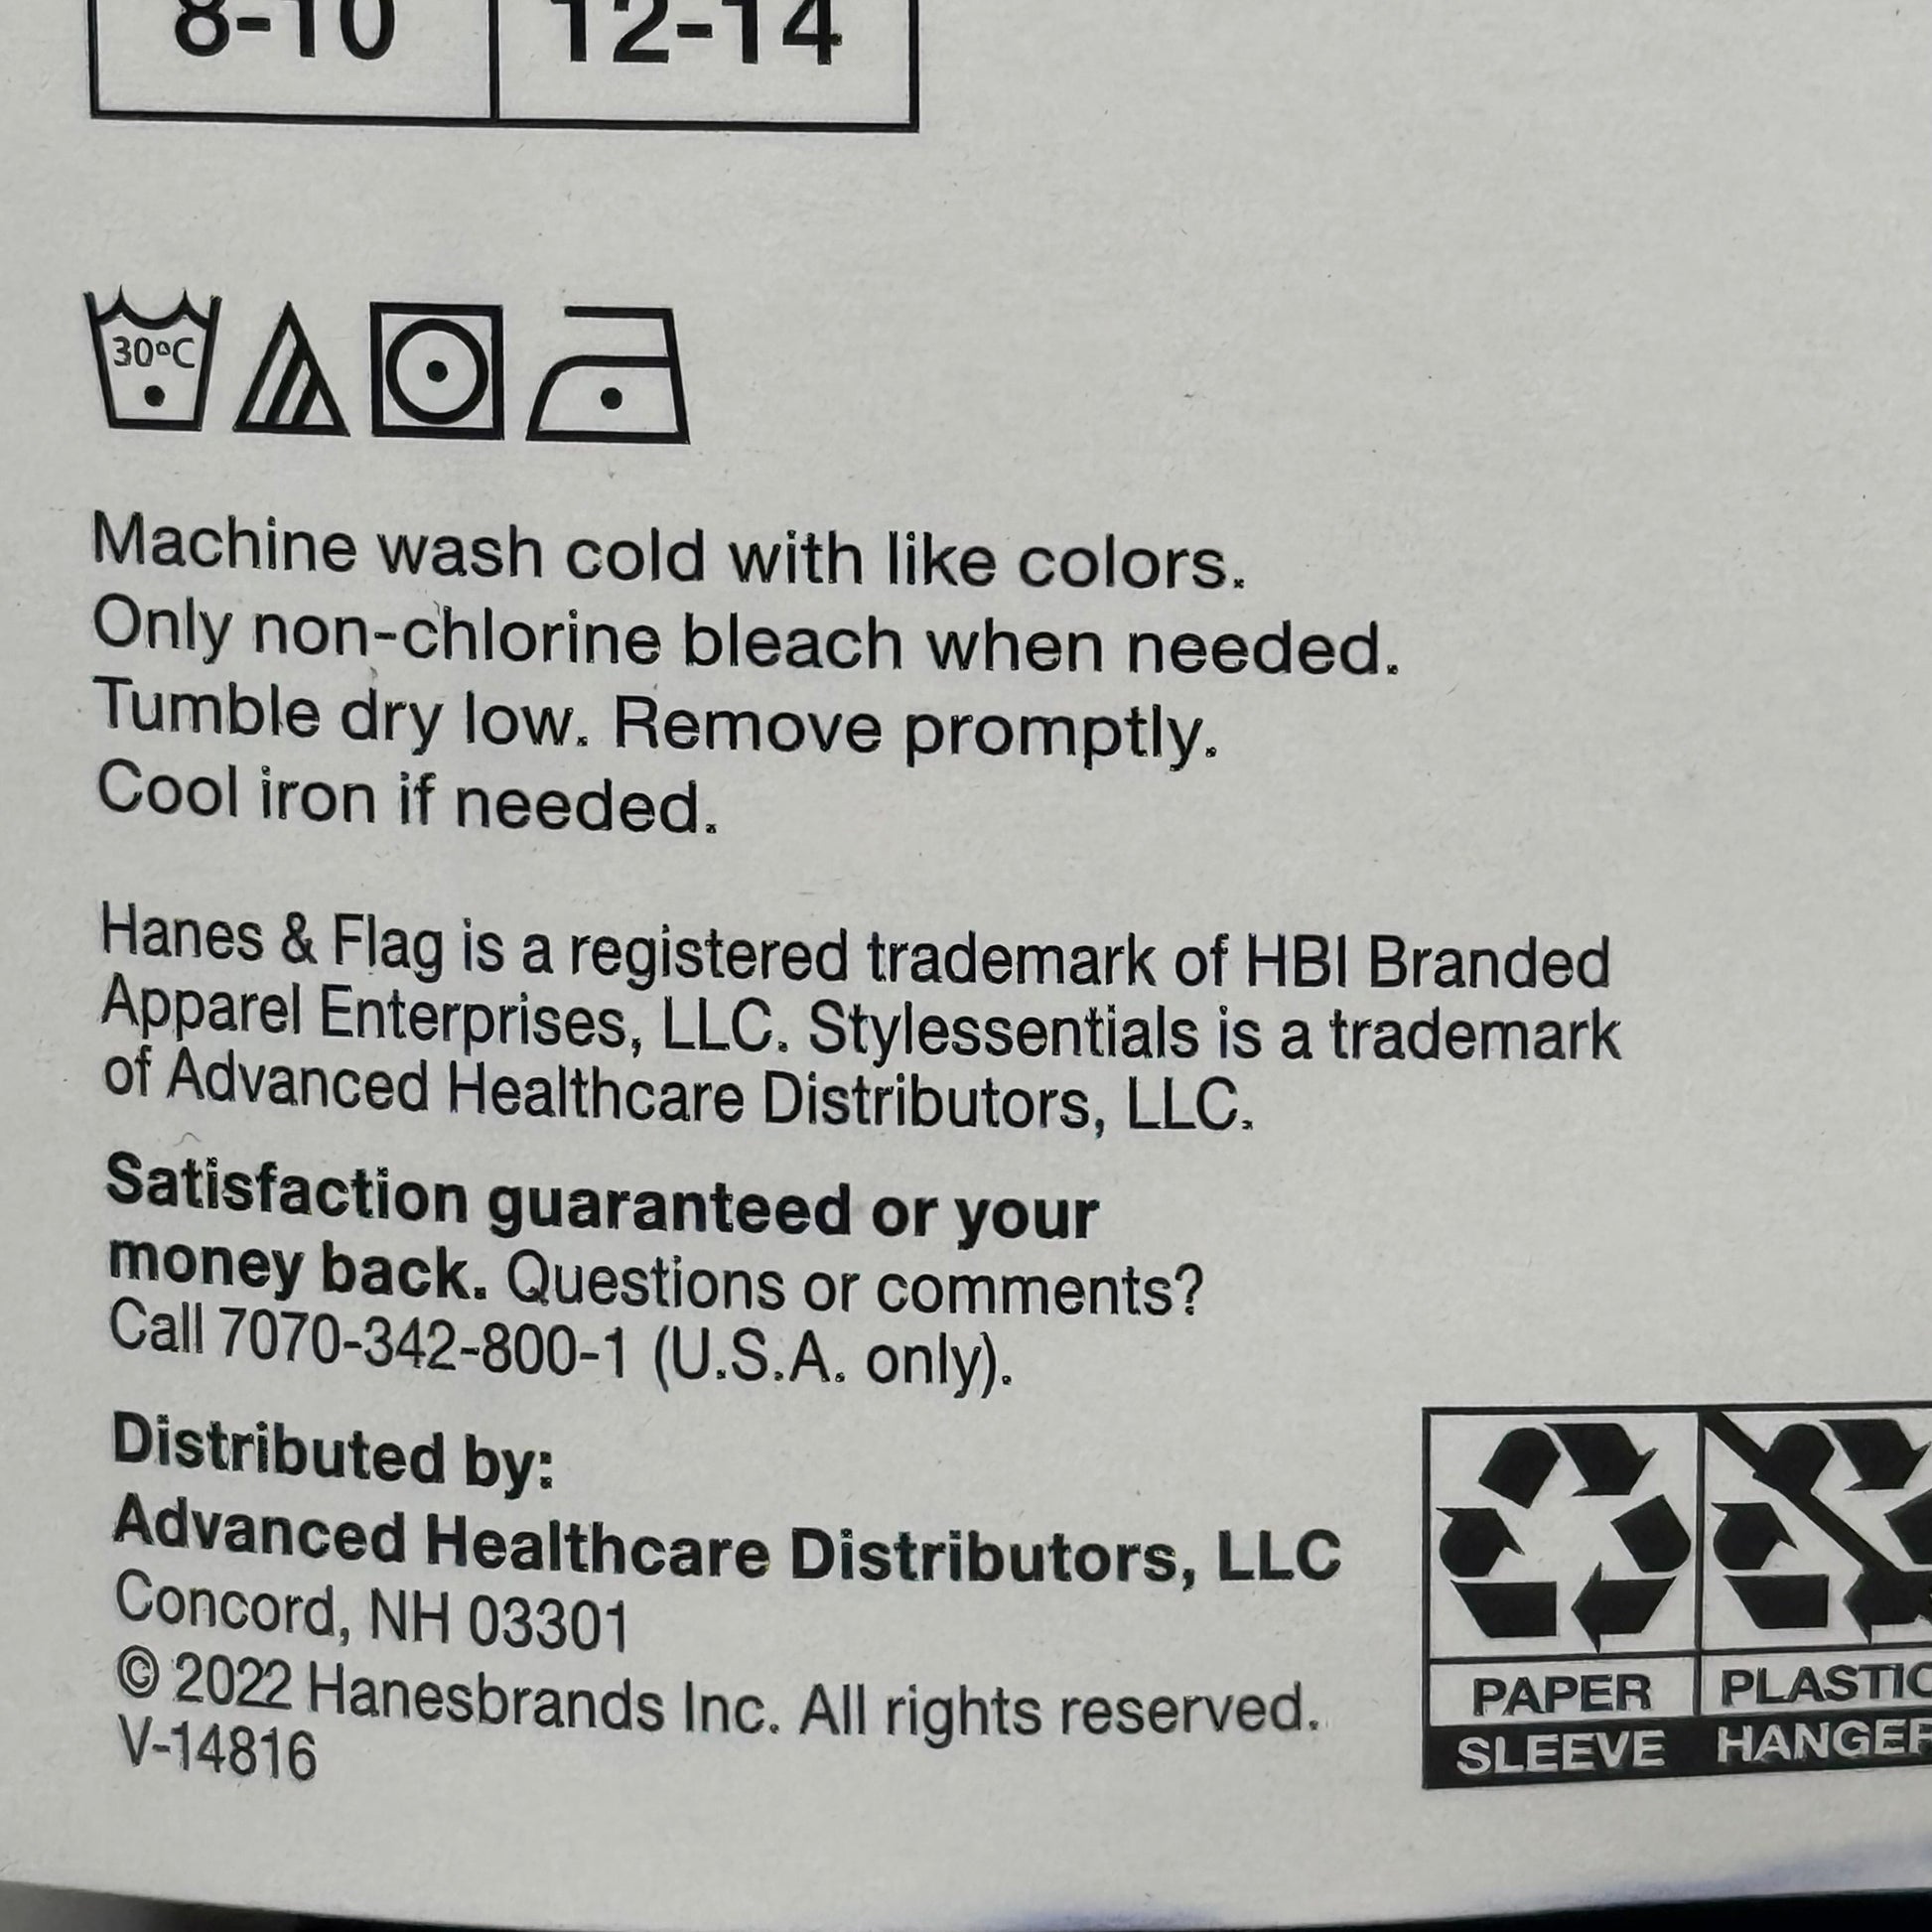 8-10 12-14
30°C
Machine wash cold with like colors.
Only non-chlorine bleach when needed.
Tumble dry low. Remove promptly.
Cool iron if needed.
Hanes & Flag is a registered trademark of HBI Branded
Apparel Enterprises, LLC. Stylessentials is a trademark
of Advanced Healthcare Distributors, LLC.
Satisfaction guaranteed or your
money back. Questions or comments?
Call 7070-342-800-1 (U.S.A. only).
Distributed by:
Advanced Healthcare Distributors, LLC
Concord, NH 03301
© 2022 Hanesbrands Inc. All rights reserved.
V-14816
PAPER PLASTIC
SLEEVE HANGER